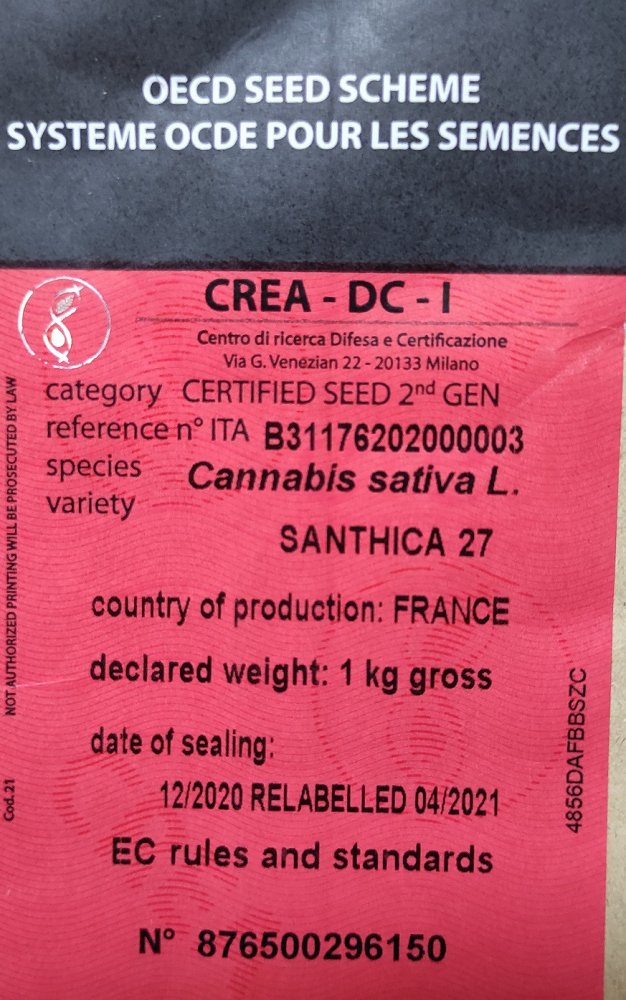 OECD SEED SCHEME
SYSTEME OCDE POUR LES SEMENCES
CREA - DC - I
Centro di ricerca Difesa e Certificazione
Via G. Venezian 22 - 20133 Milano
category CERTIFIED SEED 2nd GEN
reference n° ITA B31176202000003
species Cannabis sativa L.
variety
SANTHICA 27
country of production: FRANCE
declared weight: 1 kg gross
date of sealing:
12/2020 RELABELLED 04/2021
EC rules and standards
N° 876500296150
NOT AUTHORIZED PRINTING WILL BE PROSECUTED BY LAW
Cod.21
4856DAFBBSZC